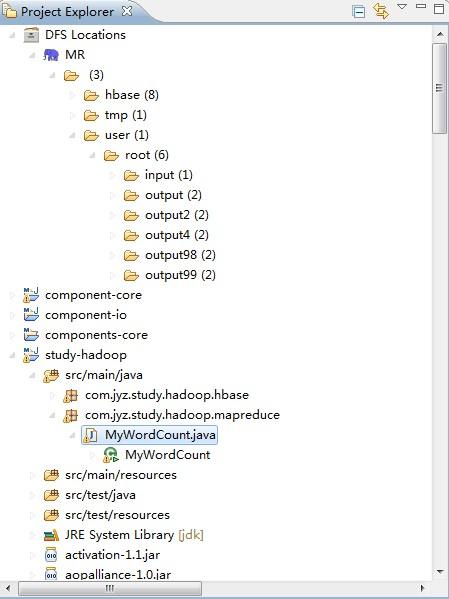 Project Explorer
DFS Locations
MR
(3)
hbase (8)
tmp (1)
user (1)
root (6)
input (1)
output (2)
output2 (2)
output4 (2)
output98 (2)
output99 (2)
component-core
component-io
components-core
study-hadoop
src/main/java
com.jyz.study.hadoop.hbase
com.jyz.study.hadoop.mapreduce
MyWordCount.java
MyWordCount
src/main/resources
src/test/java
src/test/resources
JRE System Library [jdk]
activation-1.1.jar
aopalliance-1.0.jar